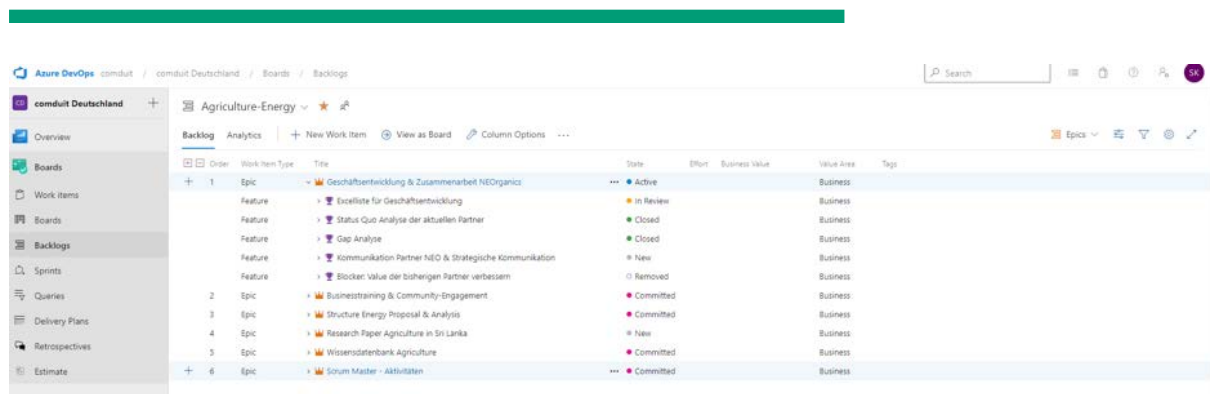 Azure DevOps comduit / comduit Deutschland / Boards / Backlogs Search SK
CD comduit Deutschland
Agriculture-Energy
Overview
Backlog Analytics New Work Item View as Board Column Options ... Epics
Boards
Order Work Item Type Title State Effort Business Value Value Area Tags
1 Epic Geschäftsentwicklung & Zusammenarbeit NEOrganics ... Active Business
Work items
Feature Excelliste für Geschäftsentwicklung In Review Business
Boards
Feature Status Quo Analyse der aktuellen Partner Closed Business
Backlogs
Feature Gap Analyse Closed Business
Feature Kommunikation Partner NEO & Strategische Kommunikation New Business
Sprints
Feature Blocker: Value der bisherigen Partner verbessern Removed Business
Queries
2 Epic Businesstraining & Community-Engagement Committed Business
Delivery Plans
3 Epic Structure Energy Proposal & Analysis Committed Business
4 Epic Research Paper Agriculture in Sri Lanka New Business
Retrospectives
5 Epic Wissensdatenbank Agriculture Committed Business
Estimate
6 Epic Scrum Master - Aktivitäten ... Committed Business